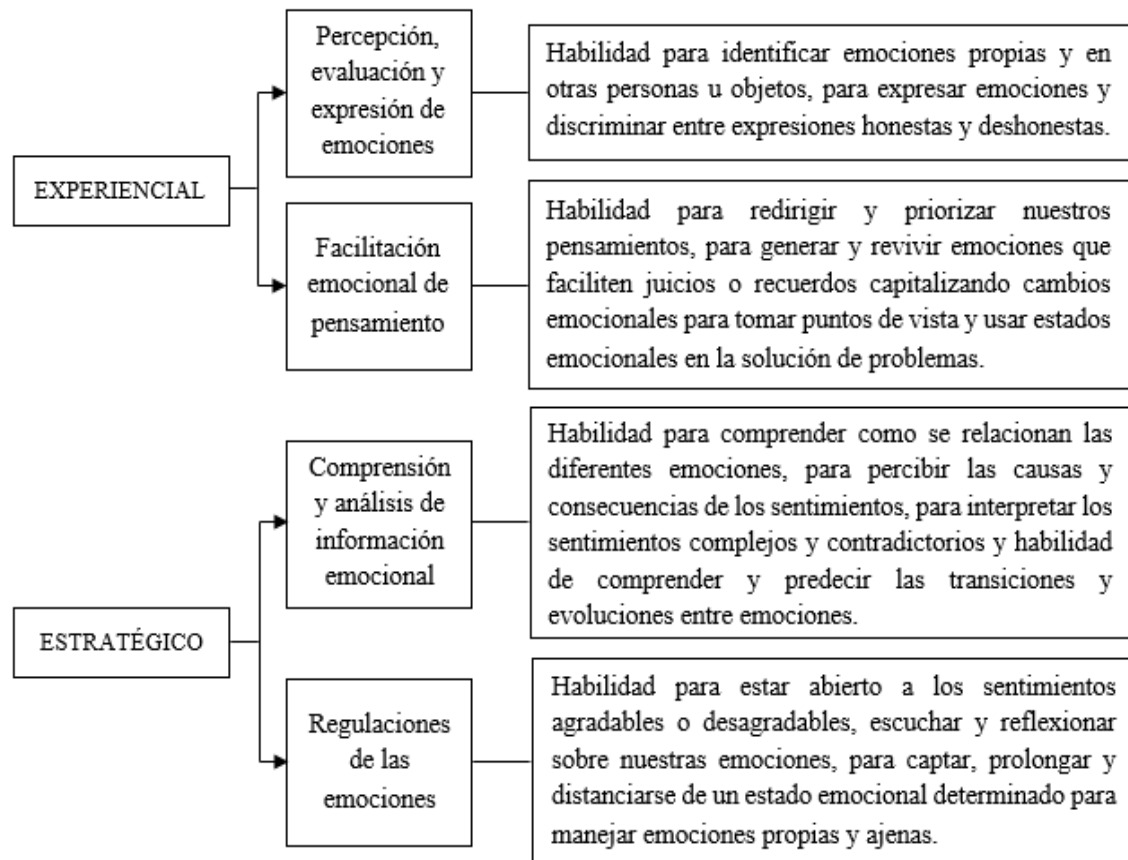 EXPERIENCIAL
Percepción,
evaluación y
expresión de
emociones
Habilidad para identificar emociones propias y en
otras personas u objetos, para expresar emociones y
discriminar entre expresiones honestas y deshonestas.
Facilitación
emocional de
pensamiento
Habilidad para redirigir y priorizar nuestros
pensamientos, para generar y revivir emociones que
faciliten juicios o recuerdos capitalizando cambios
emocionales para tomar puntos de vista y usar estados
emocionales en la solución de problemas.
ESTRATÉGICO
Comprensión
y análisis de
información
emocional
Habilidad para comprender como se relacionan las
diferentes emociones, para percibir las causas y
consecuencias de los sentimientos, para interpretar los
sentimientos complejos y contradictorios y habilidad
de comprender y predecir las transiciones y
evoluciones entre emociones.
Regulaciones
de las
emociones
Habilidad para estar abierto a los sentimientos
agradables o desagradables, escuchar y reflexionar
sobre nuestras emociones, para captar, prolongar y
distanciarse de un estado emocional determinado para
manejar emociones propias y ajenas.